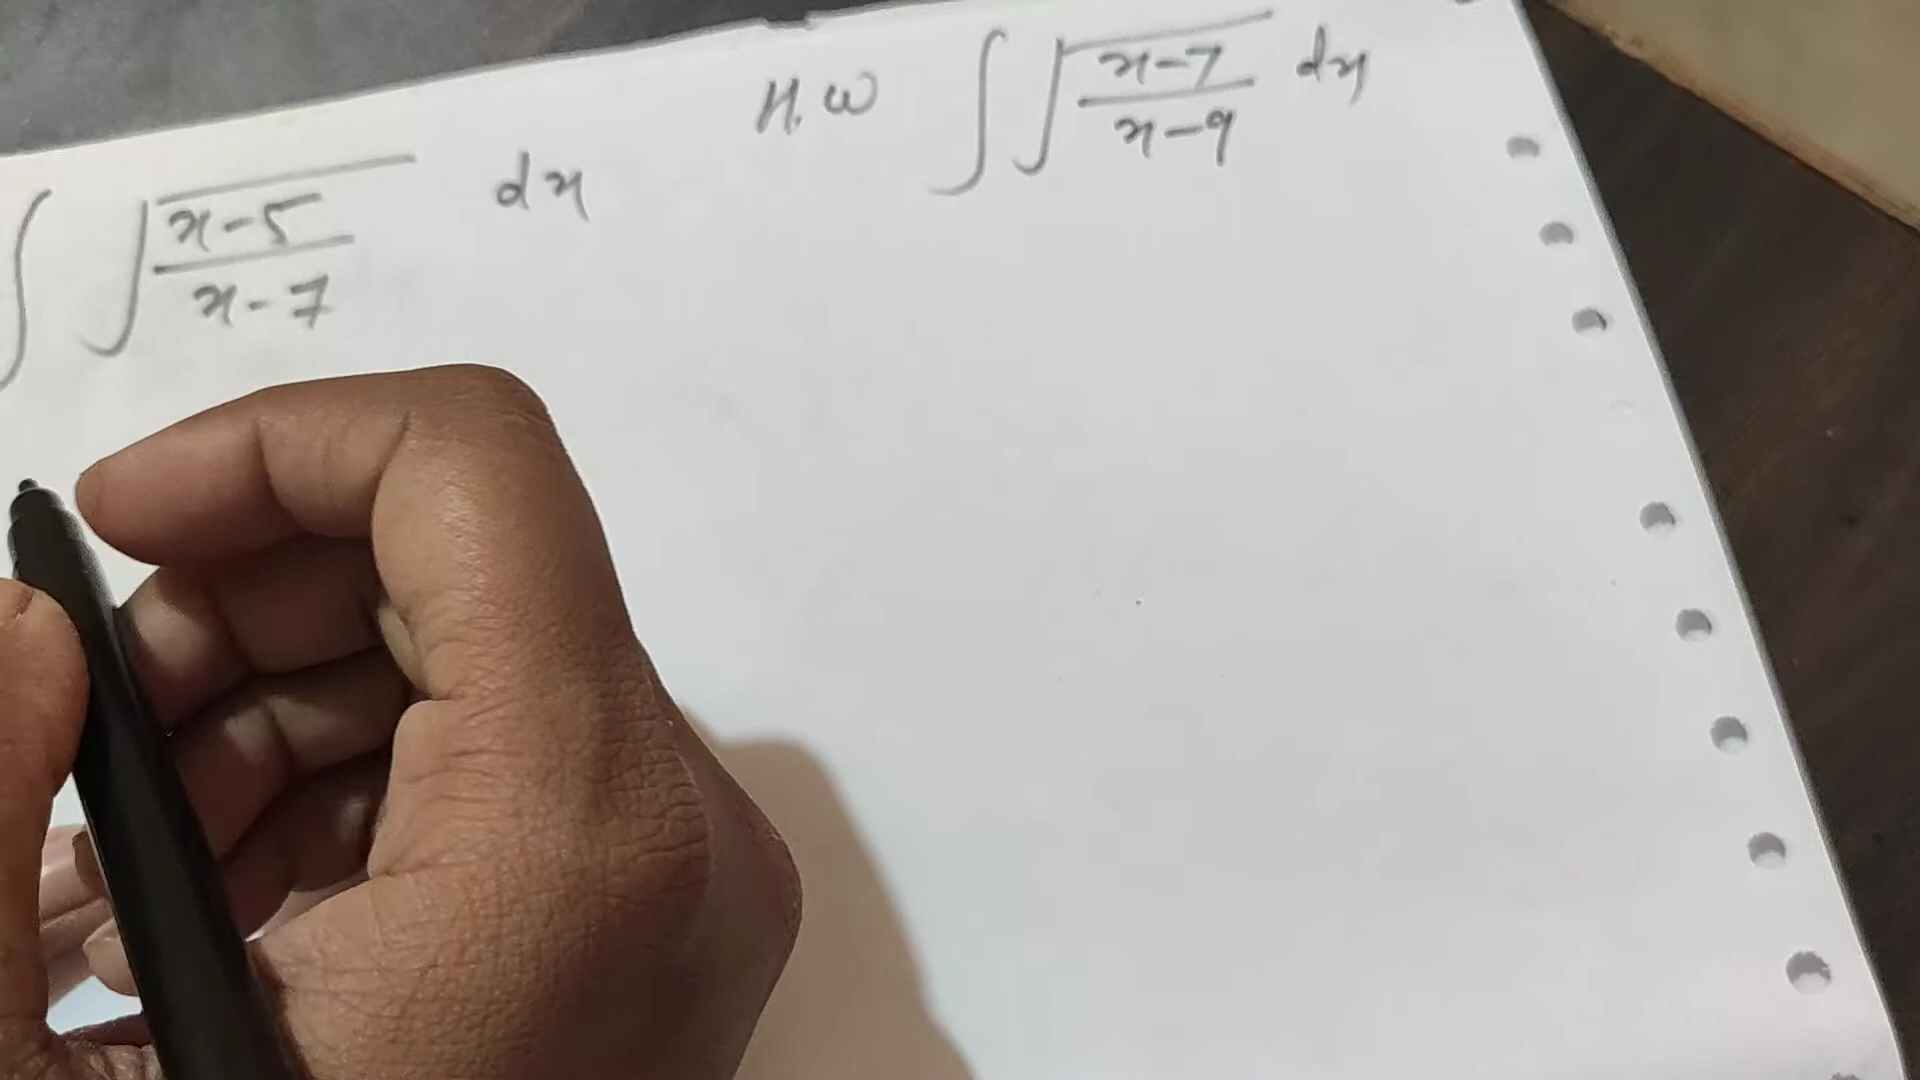 ∫ √(x-5 / x-7) dx
H.W ∫ √(x-7 / x-9) dx